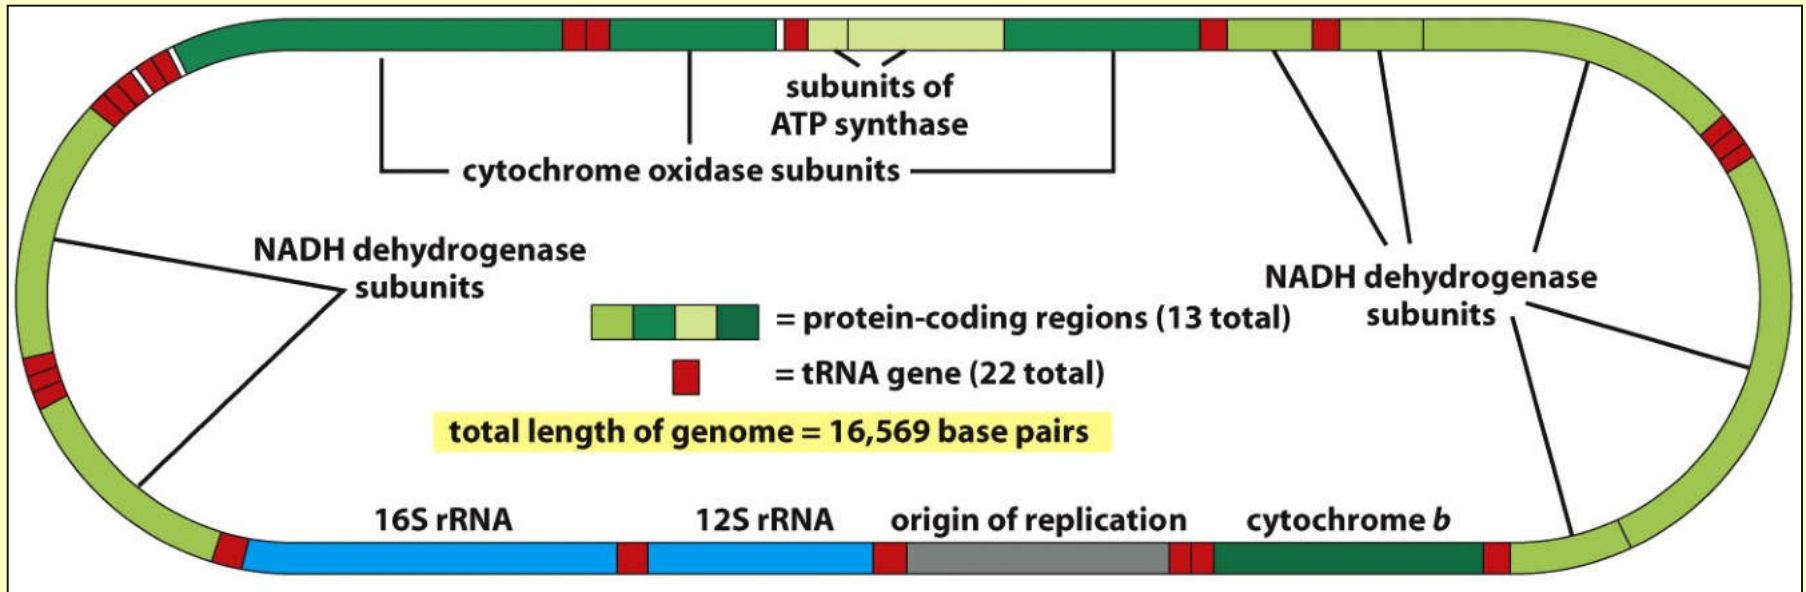 subunits of
ATP synthase
cytochrome oxidase subunits
NADH dehydrogenase
subunits
NADH dehydrogenase
subunits
= protein-coding regions (13 total)
= tRNA gene (22 total)
total length of genome = 16,569 base pairs
16S rRNA
12S rRNA
origin of replication
cytochrome b